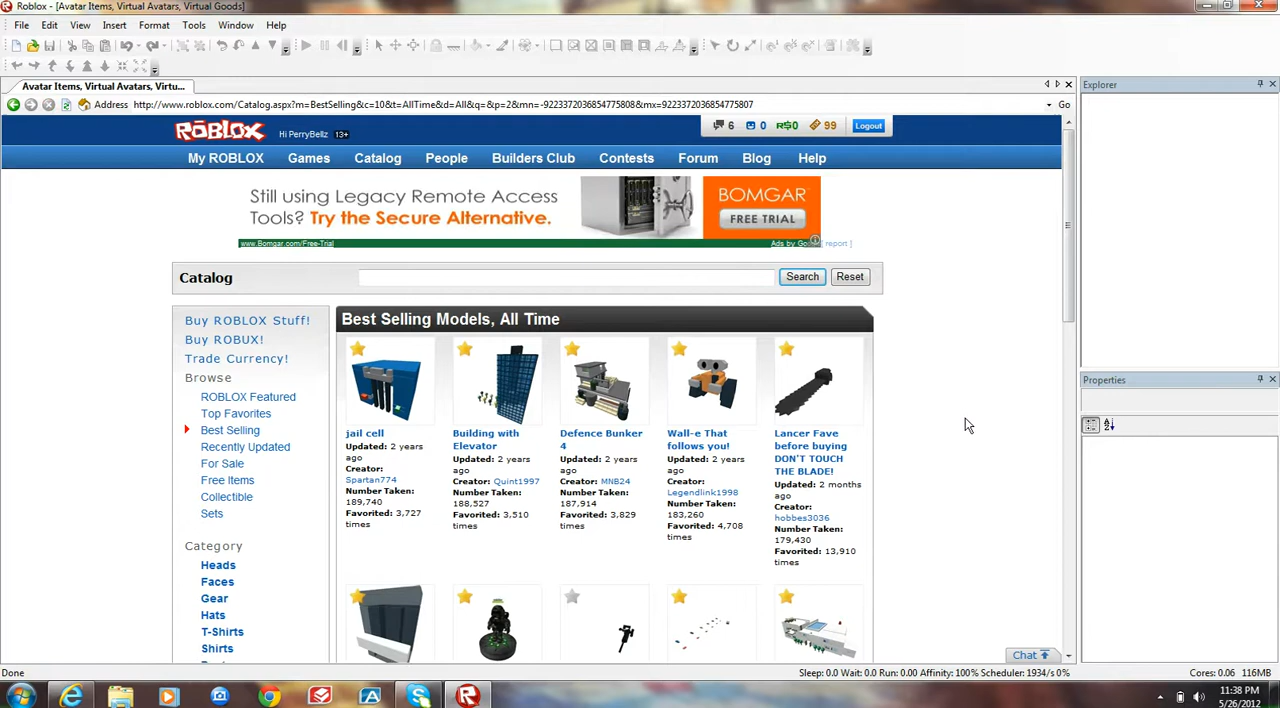 Roblox - [Avatar Items, Virtual Avatars, Virtual Goods]
File Edit View Insert Format Tools Window Help
Avatar Items, Virtual Avatars, Virtu...
Explorer
Address http://www.roblox.com/Catalog.aspx?m=BestSelling&c=10&t=AllTime&d=All&q=&p=2&mn=-9223372036854775808&mx=9223372036854775807 Go
ROBLOX Hi PerryBellz 13+ 6 0 R$0 99 Logout
My ROBLOX Games Catalog People Builders Club Contests Forum Blog Help
Still using Legacy Remote Access
Tools? Try the Secure Alternative.
BOMGAR
FREE TRIAL
www.Bomgar.com/Free-Trial
[ report ]
Catalog Search Reset
Buy ROBLOX Stuff!
Buy ROBUX!
Trade Currency!
Browse
ROBLOX Featured
Top Favorites
Best Selling
Recently Updated
For Sale
Free Items
Collectible
Sets
Category
Heads
Faces
Gear
Hats
T-Shirts
Shirts
Best Selling Models, All Time
jail cell
Updated: 2 years
ago
Creator:
Spartan774
Number Taken:
189,740
Favorited: 3,727
times
Building with
Elevator
Updated: 2 years
ago
Creator: Quint1997
Number Taken:
188,527
Favorited: 3,510
times
Defence Bunker
4
Updated: 2 years
ago
Creator: MNB24
Number Taken:
187,914
Favorited: 3,829
times
Wall-e That
follows you!
Updated: 2 years
ago
Creator:
Legendlink1998
Number Taken:
183,260
Favorited: 4,708
times
Lancer Fave
before buying
DON'T TOUCH
THE BLADE!
Updated: 2 months
ago
Creator:
hobbes3036
Number Taken:
179,430
Favorited: 13,910
times
Properties
Chat
Done
Sleep: 0.0 Wait: 0.0 Run: 0.00 Affinity: 100% Scheduler: 1934/s 0% Cores: 0.06 116MB
11:38 PM
5/26/2012